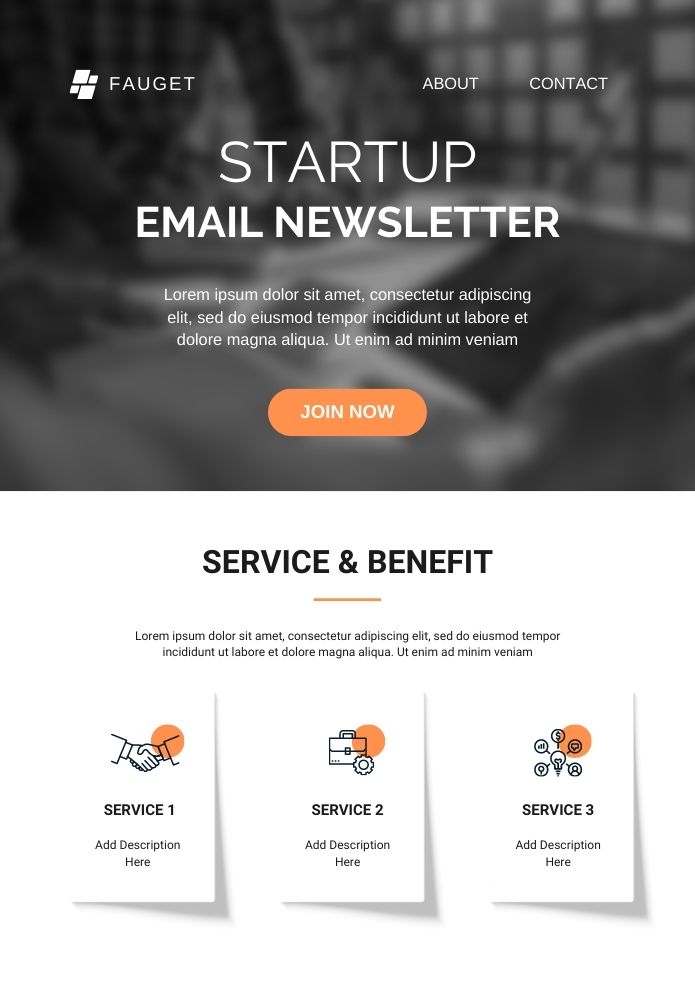 FAUGET
ABOUT
CONTACT
STARTUP
EMAIL NEWSLETTER
Lorem ipsum dolor sit amet, consectetur adipiscing
elit, sed do eiusmod tempor incididunt ut labore et
dolore magna aliqua. Ut enim ad minim veniam
JOIN NOW
SERVICE & BENEFIT
Lorem ipsum dolor sit amet, consectetur adipiscing elit, sed do eiusmod tempor
incididunt ut labore et dolore magna aliqua. Ut enim ad minim veniam
SERVICE 1
Add Description
Here
SERVICE 2
Add Description
Here
SERVICE 3
Add Description
Here